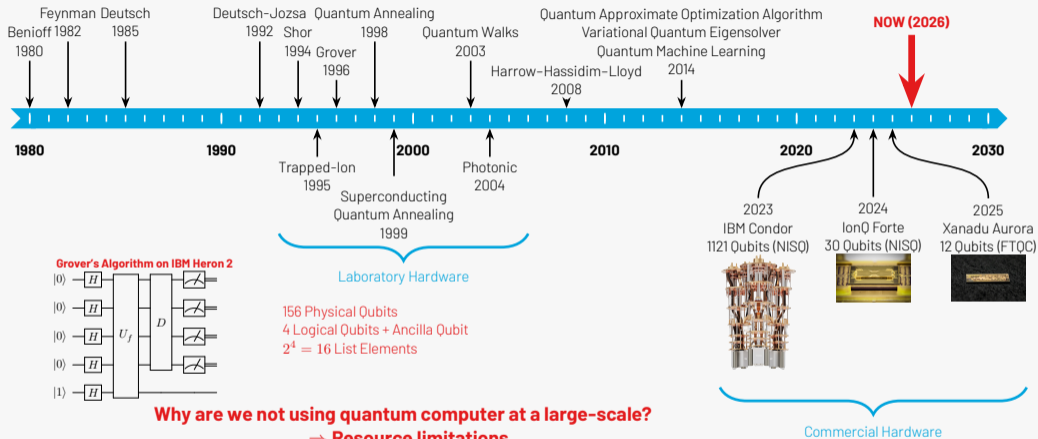 Feynman Deutsch
Benioff 1982 1985
1980
Deutsch-Jozsa Quantum Annealing
1992 Shor 1998
1994 Grover
1996
Quantum Walks
2003
Harrow-Hassidim-Lloyd
2008
Quantum Approximate Optimization Algorithm
Variational Quantum Eigensolver
Quantum Machine Learning
2014
NOW (2026)
1980 1990 2000 2010 2020 2030
Trapped-Ion
1995
Superconducting
Quantum Annealing
1999
Photonic
2004
Laboratory Hardware
2023
IBM Condor
1121 Qubits (NISQ)
2024
IonQ Forte
30 Qubits (NISQ)
2025
Xanadu Aurora
12 Qubits (FTQC)
Commercial Hardware
Grover's Algorithm on IBM Heron 2
|0⟩ H
|0⟩ H
|0⟩ H U_f D
|0⟩ H
|1⟩ H
156 Physical Qubits
4 Logical Qubits + Ancilla Qubit
2⁴ = 16 List Elements
Why are we not using quantum computer at a large-scale?
⇒ Resource limitations